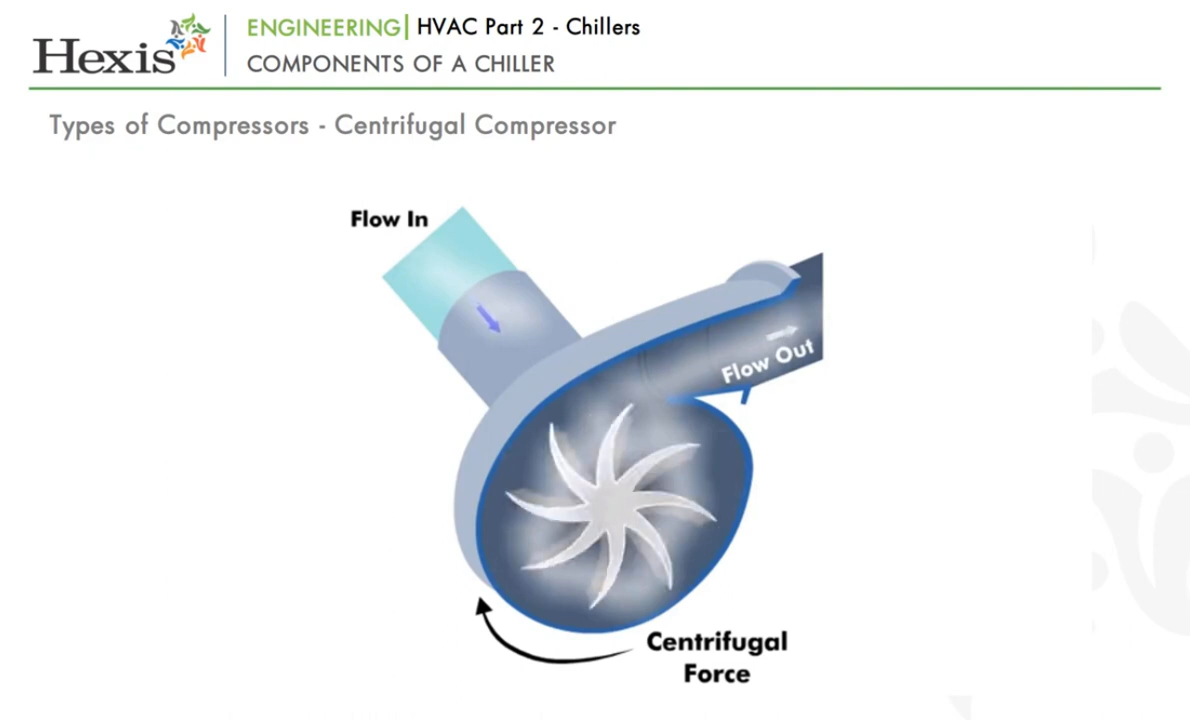 Hexis
ENGINEERING| HVAC Part 2 - Chillers
COMPONENTS OF A CHILLER
Types of Compressors - Centrifugal Compressor
Flow In
Flow Out
Centrifugal
Force